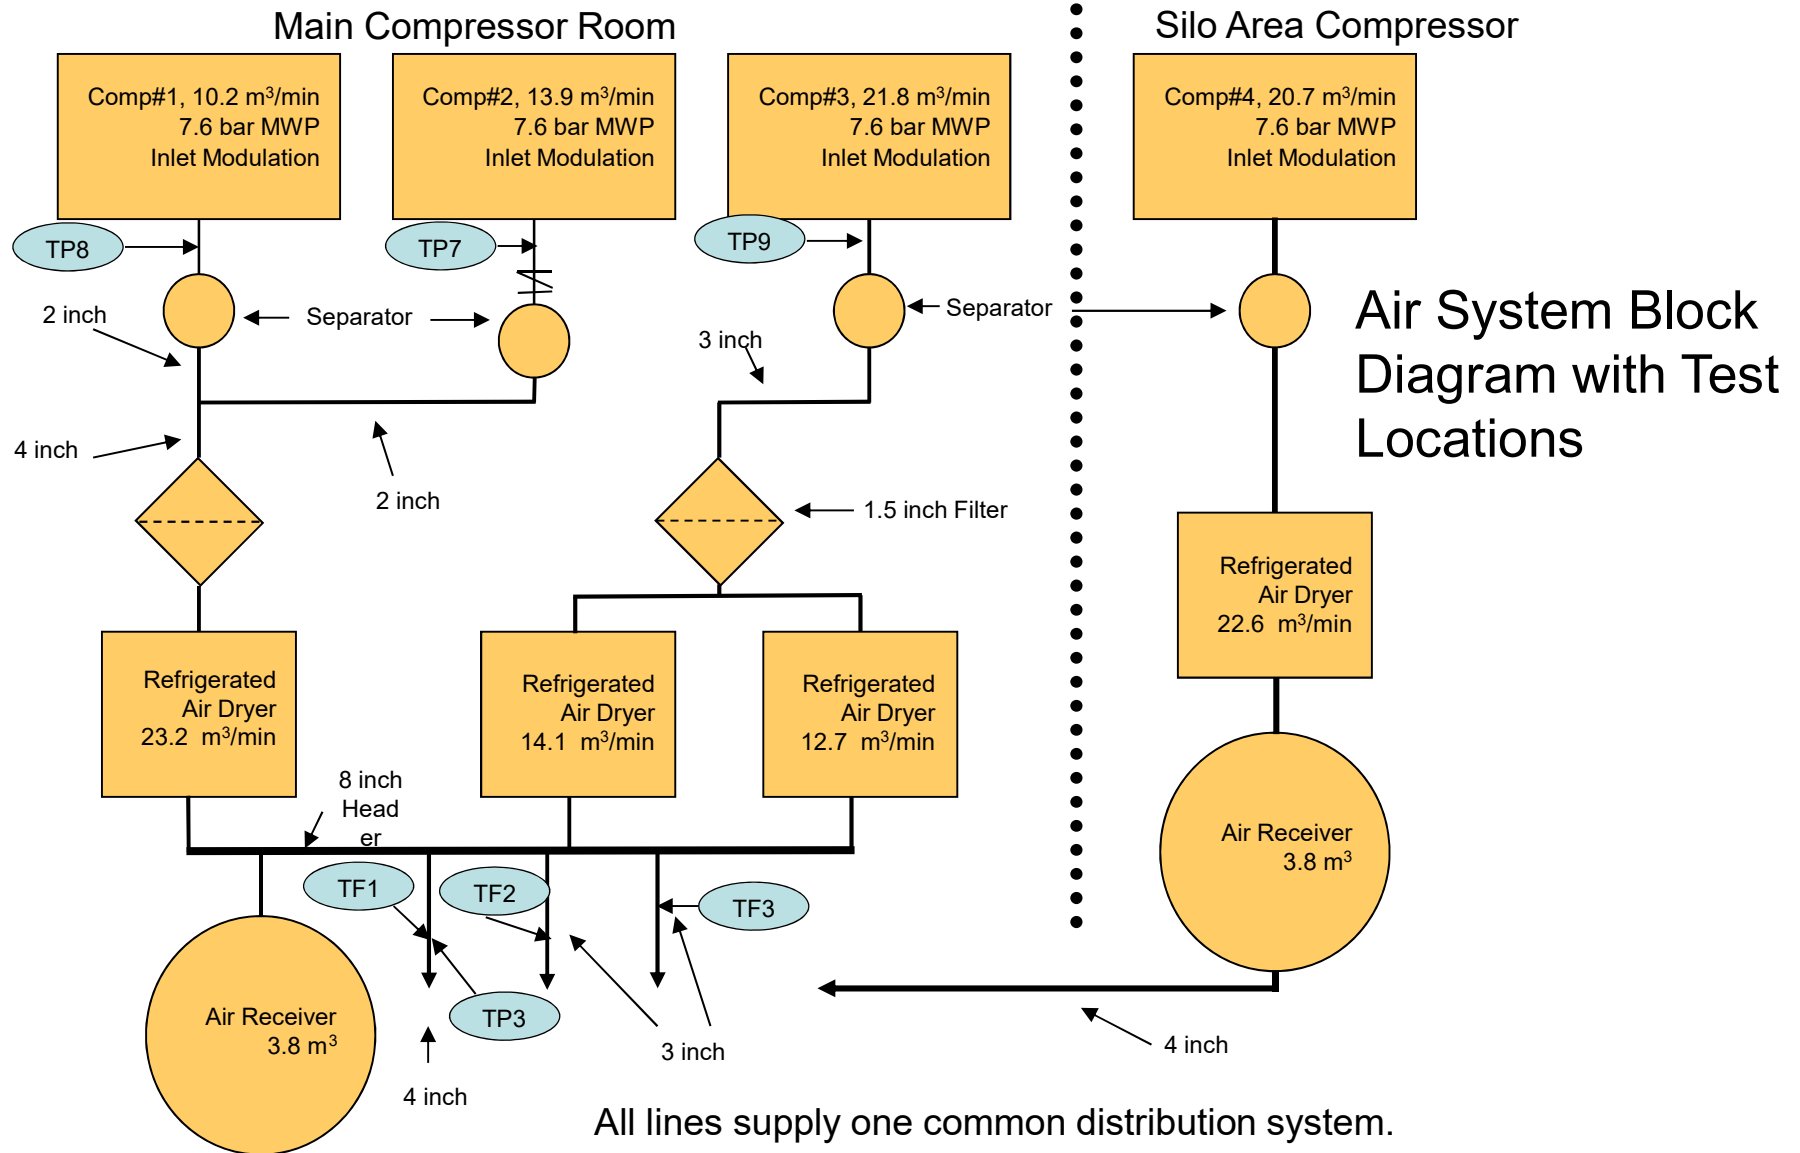 Main Compressor Room
Silo Area Compressor
Comp#1, 10.2 m³/min
7.6 bar MWP
Inlet Modulation
Comp#2, 13.9 m³/min
7.6 bar MWP
Inlet Modulation
Comp#3, 21.8 m³/min
7.6 bar MWP
Inlet Modulation
Comp#4, 20.7 m³/min
7.6 bar MWP
Inlet Modulation
TP8
TP7
TP9
2 inch
Separator
3 inch
Separator
Air System Block
Diagram with Test
Locations
4 inch
2 inch
1.5 inch Filter
Refrigerated
Air Dryer
22.6 m³/min
Refrigerated
Air Dryer
23.2 m³/min
Refrigerated
Air Dryer
14.1 m³/min
Refrigerated
Air Dryer
12.7 m³/min
8 inch
Head
er
Air Receiver
3.8 m³
TF1
TF2
TF3
TP3
Air Receiver
3.8 m³
4 inch
3 inch
4 inch
All lines supply one common distribution system.